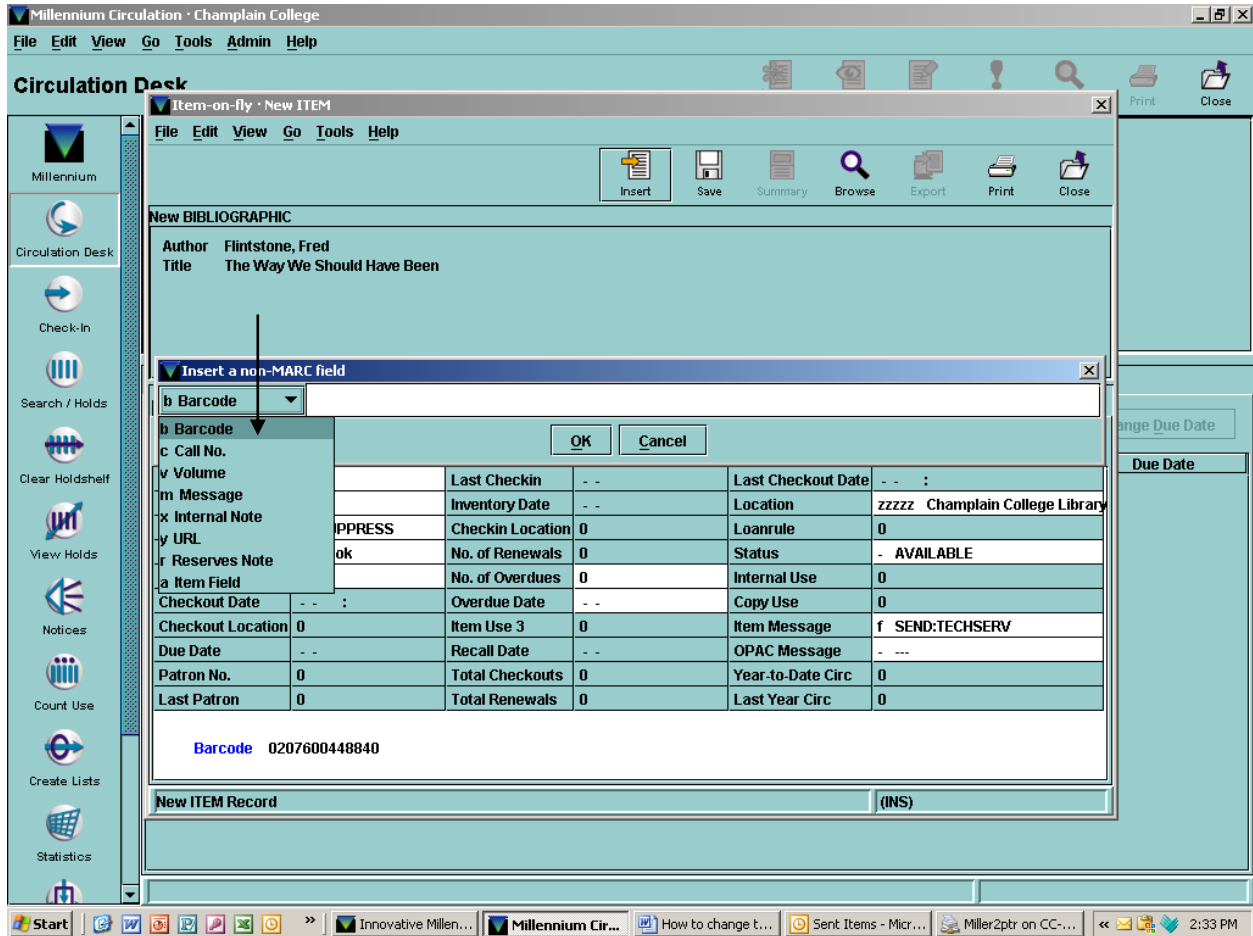 Millennium Circulation · Champlain College
File Edit View Go Tools Admin Help
Circulation Desk
Print Close
Item-on-fly · New ITEM
File Edit View Go Tools Help
Insert Save Summary Browse Export Print Close
New BIBLIOGRAPHIC
Author Flintstone, Fred
Title The Way We Should Have Been
Insert a non-MARC field
b Barcode
b Barcode
c Call No.
v Volume
m Message
x Internal Note
y URL
r Reserves Note
a Item Field
OK Cancel
ange Due Date
Due Date
Last Checkin - - Last Checkout Date - - :
Inventory Date - - Location zzzzz Champlain College Library
UPPRESS Checkin Location 0 Loanrule 0
ok No. of Renewals 0 Status - AVAILABLE
No. of Overdues 0 Internal Use 0
Checkout Date - - : Overdue Date - - Copy Use 0
Checkout Location 0 Item Use 3 0 Item Message f SEND:TECHSERV
Due Date - - Recall Date - - OPAC Message - ---
Patron No. 0 Total Checkouts 0 Year-to-Date Circ 0
Last Patron 0 Total Renewals 0 Last Year Circ 0
Barcode 0207600448840
New ITEM Record (INS)
Millennium
Circulation Desk
Check-In
Search / Holds
Clear Holdshelf
View Holds
Notices
Count Use
Create Lists
Statistics
Start » Innovative Millen... Millennium Cir... How to change t... Sent Items - Micr... Miller2ptr on CC-... « 2:33 PM